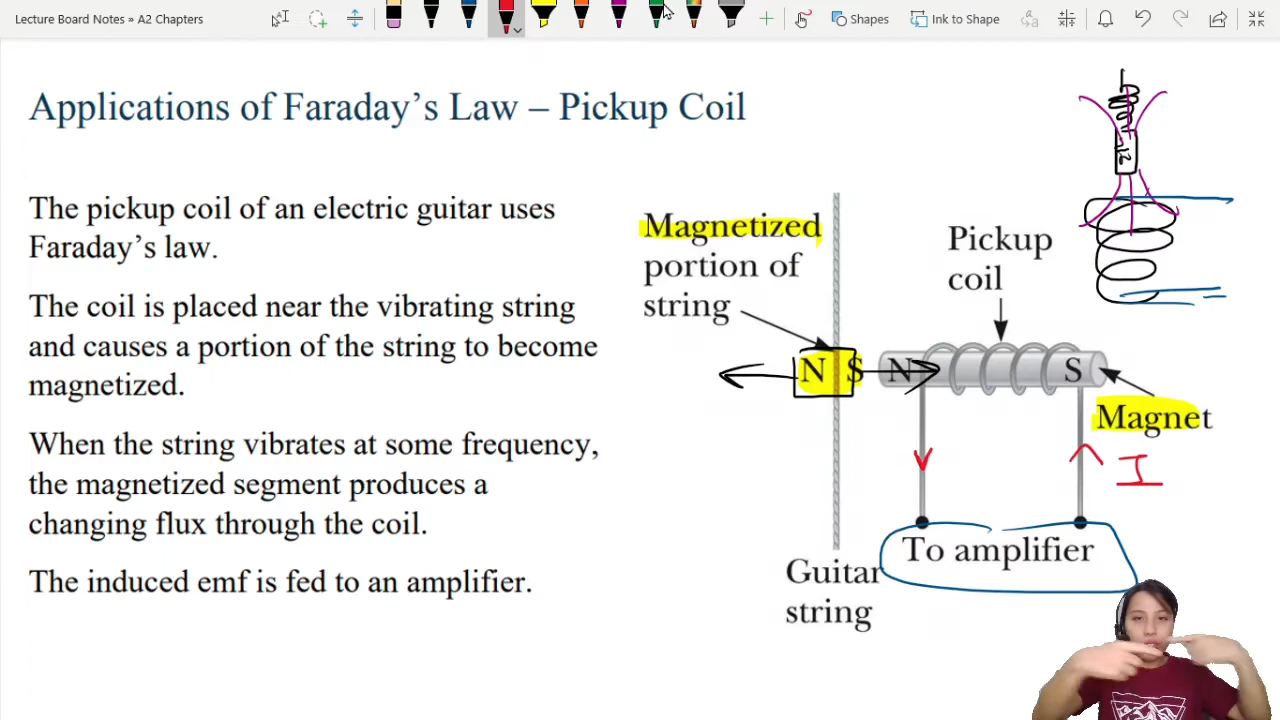 Lecture Board Notes » A2 Chapters
Shapes
Ink to Shape
Applications of Faraday's Law – Pickup Coil
The pickup coil of an electric guitar uses
Faraday's law.
The coil is placed near the vibrating string
and causes a portion of the string to become
magnetized.
When the string vibrates at some frequency,
the magnetized segment produces a
changing flux through the coil.
The induced emf is fed to an amplifier.
Magnetized
portion of
string
Pickup
coil
N S N S
Magnet
I
To amplifier
Guitar
string